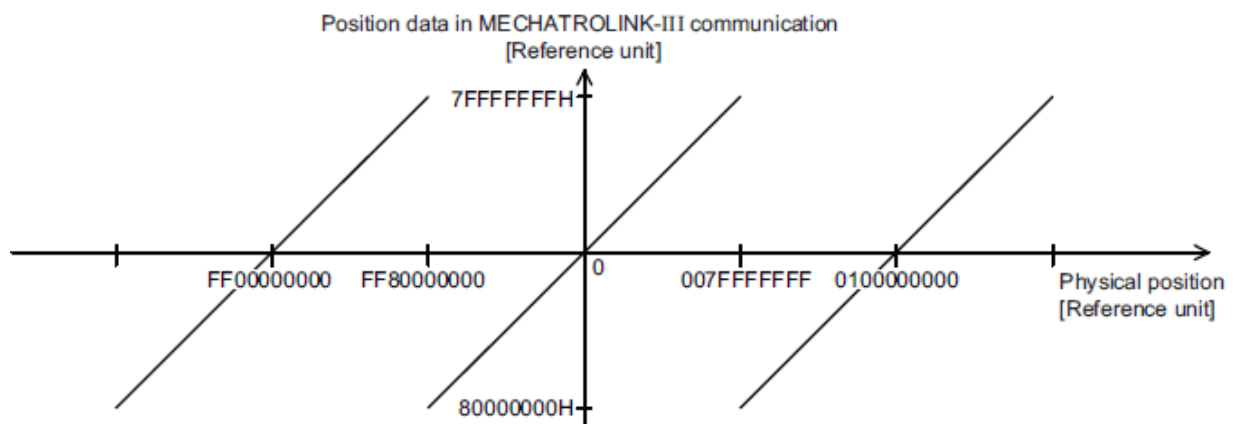 Position data in MECHATROLINK-III communication
[Reference unit]
7FFFFFFFH
FF00000000 FF80000000 0 007FFFFFFF 0100000000 Physical position
[Reference unit]
80000000H